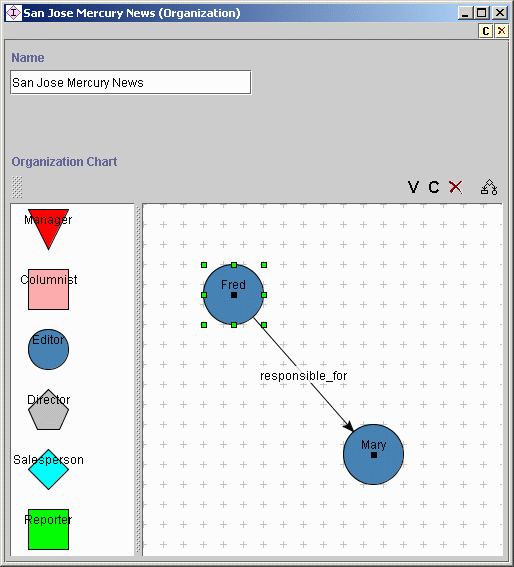 San Jose Mercury News (Organization)
C
Name
San Jose Mercury News
Organization Chart
V C
Manager
Columnist
Editor
Director
Salesperson
Reporter
Fred
responsible_for
Mary